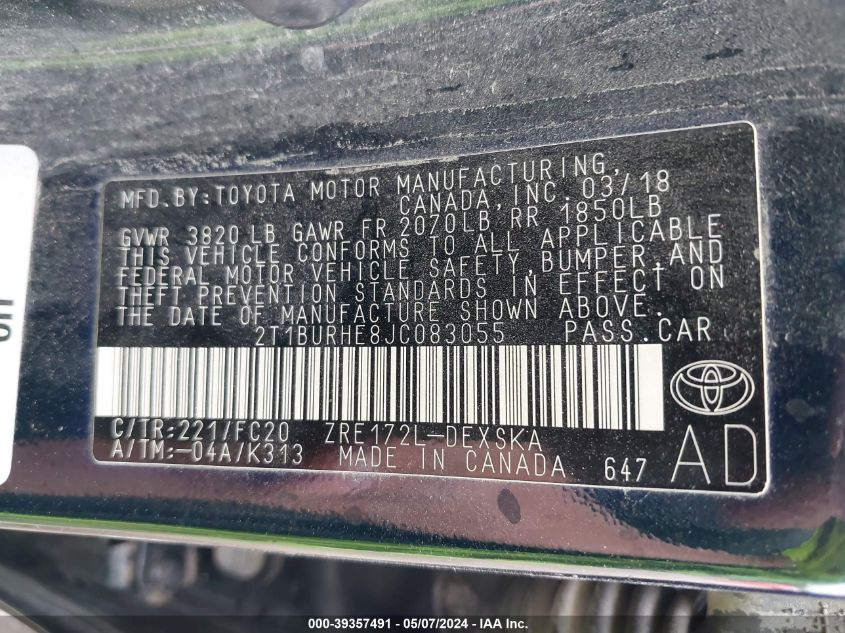 MFD. BY: TOYOTA MOTOR MANUFACTURING,
CANADA, INC. 03/18
GVWR 3820 LB GAWR FR 2070LB RR 1850LB
THIS VEHICLE CONFORMS TO ALL APPLICABLE
FEDERAL MOTOR VEHICLE SAFETY, BUMPER, AND
THEFT PREVENTION STANDARDS IN EFFECT ON
THE DATE OF MANUFACTURE SHOWN ABOVE.
2T1BURHE8JC083055 PASS. CAR
C/TR:221/FC20 ZRE172L-DEXSKA
A/TM:-04A/K313 MADE IN CANADA 647 AD
000-39357491 - 05/07/2024 - IAA Inc.